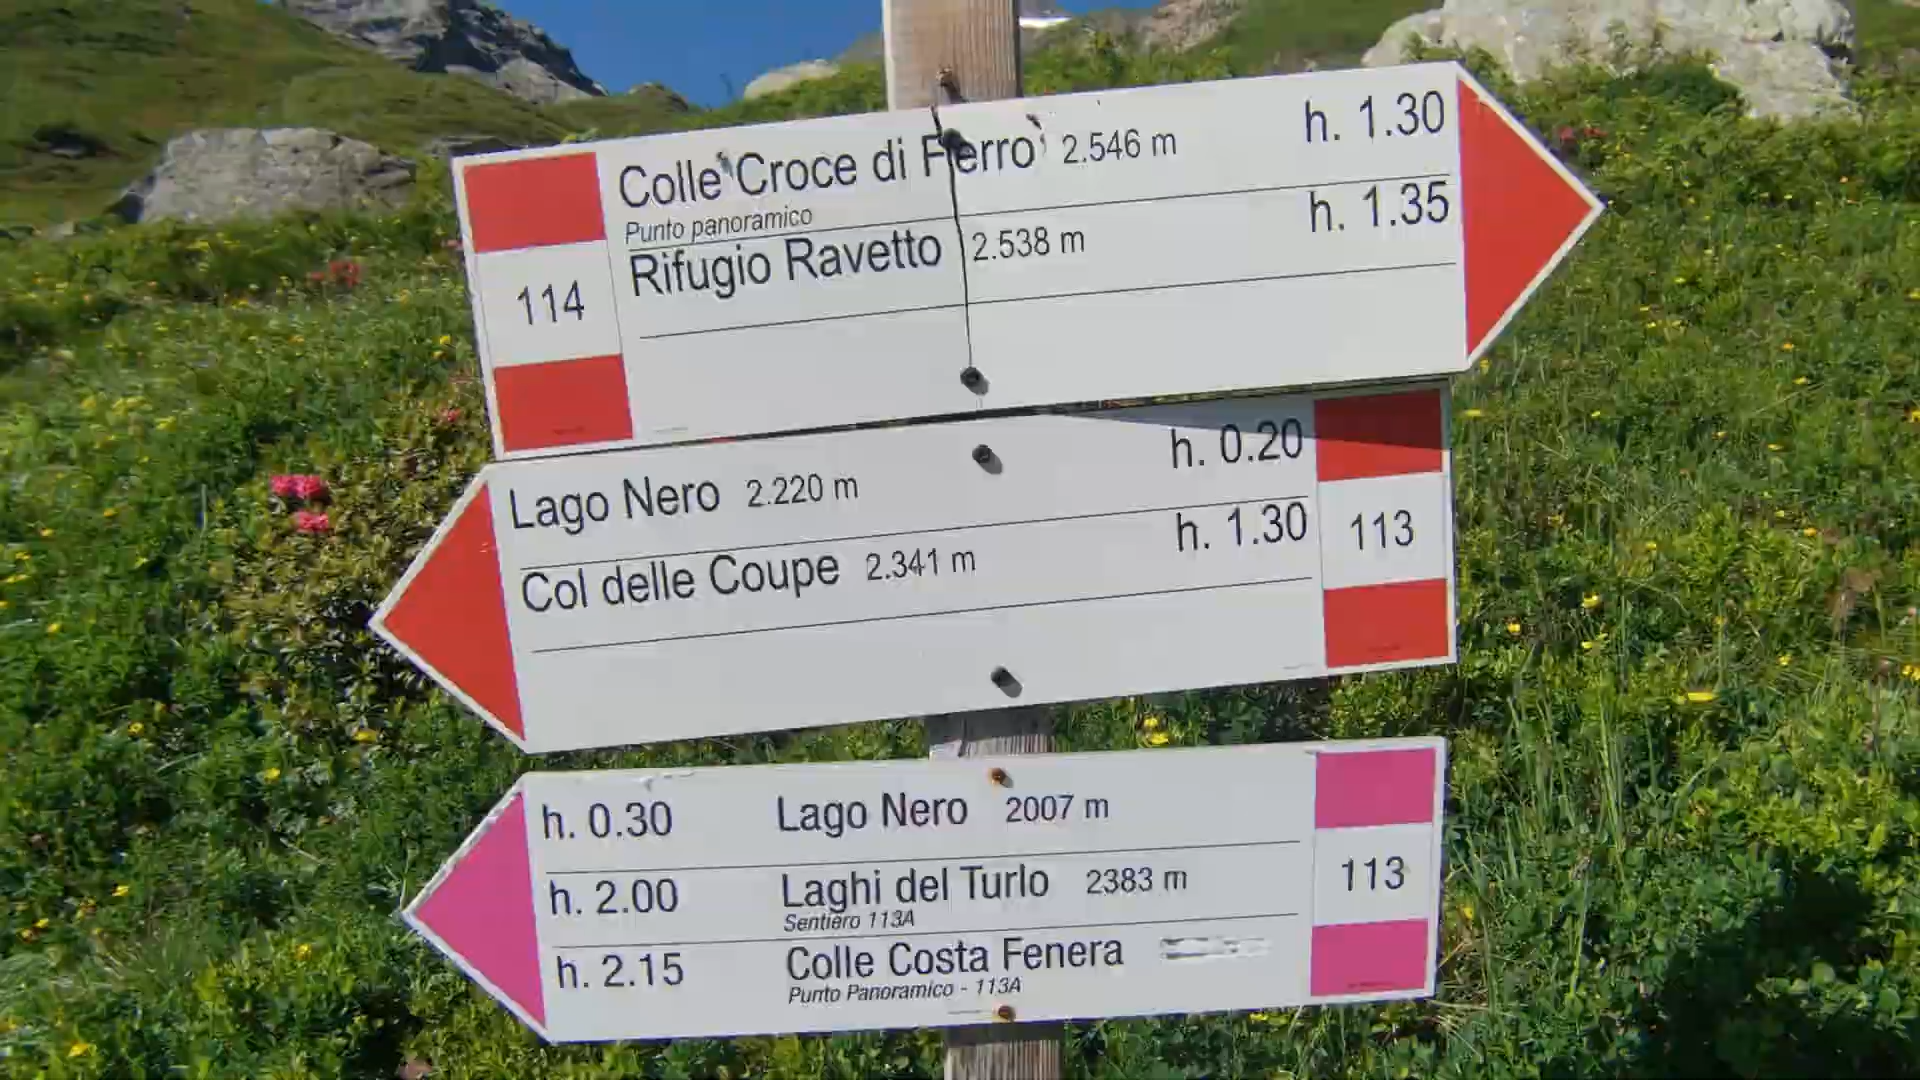 Colle Croce di Fierro 2.546 m h. 1.30
Punto panoramico
Rifugio Ravetto 2.538 m h. 1.35
114
Lago Nero 2.220 m h. 0.20
Col delle Coupe 2.341 m h. 1.30
113
h. 0.30 Lago Nero 2007 m
h. 2.00 Laghi del Turlo 2383 m
Sentiero 113A
113
h. 2.15 Colle Costa Fenera
Punto Panoramico - 113A